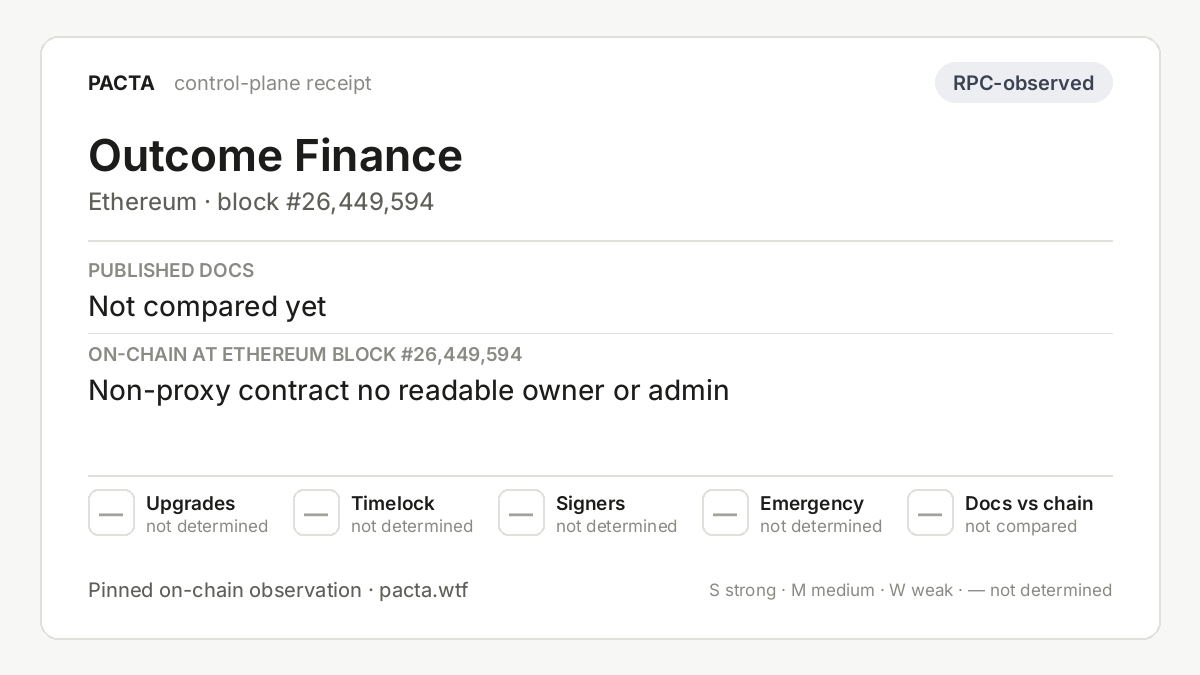 PACTA control-plane receipt RPC-observed
Outcome Finance
Ethereum · block #26,449,594
PUBLISHED DOCS
Not compared yet
ON-CHAIN AT ETHEREUM BLOCK #26,449,594
Non-proxy contract no readable owner or admin
— Upgrades — Timelock — Signers — Emergency — Docs vs chain
not determined not determined not determined not determined not compared
Pinned on-chain observation · pacta.wtf S strong · M medium · W weak · — not determined